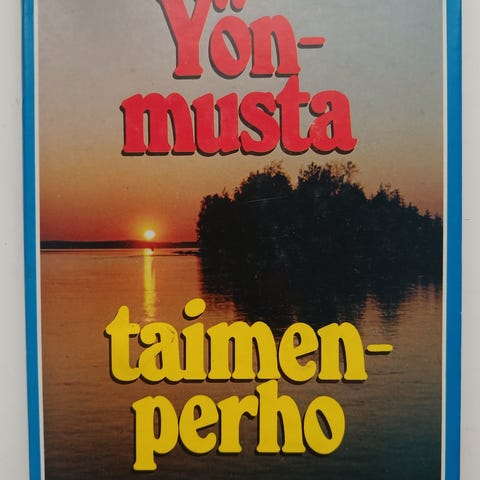 Yön-
musta
taimen-
perho